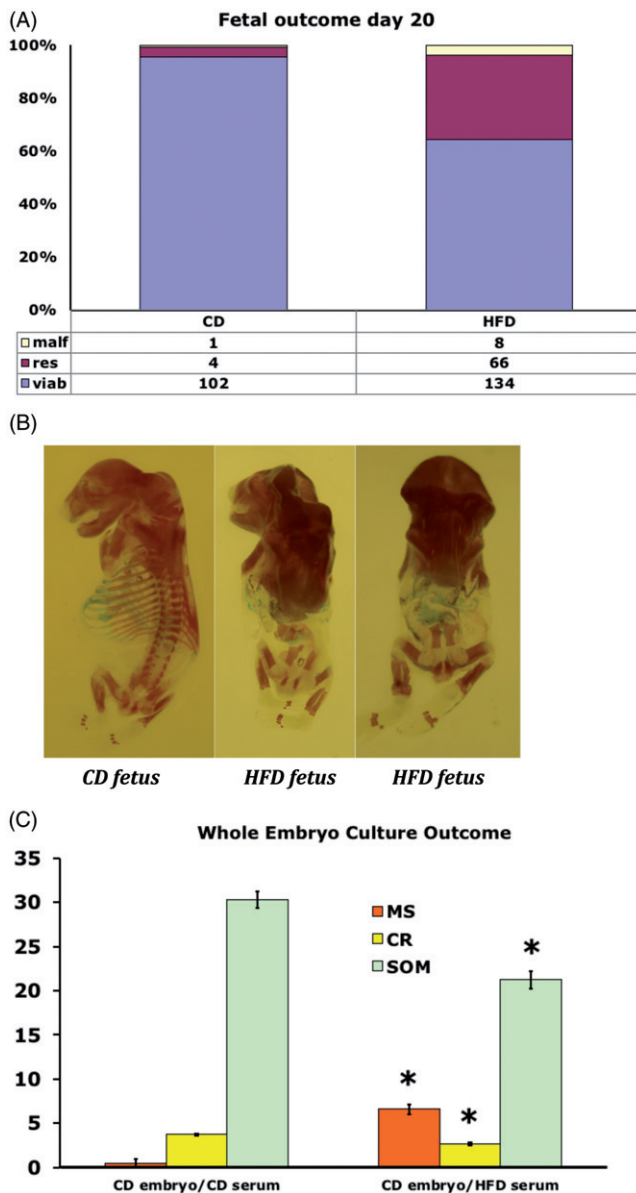 (A)
Fetal outcome day 20
100%
80%
60%
40%
20%
0%
CD HFD
malf 1 8
res 4 66
viab 102 134
(B)
CD fetus HFD fetus HFD fetus
(C)
Whole Embryo Culture Outcome
35
30
25
20
15
10
5
0
MS
CR
SOM
*
*
*
CD embryo/CD serum CD embryo/HFD serum